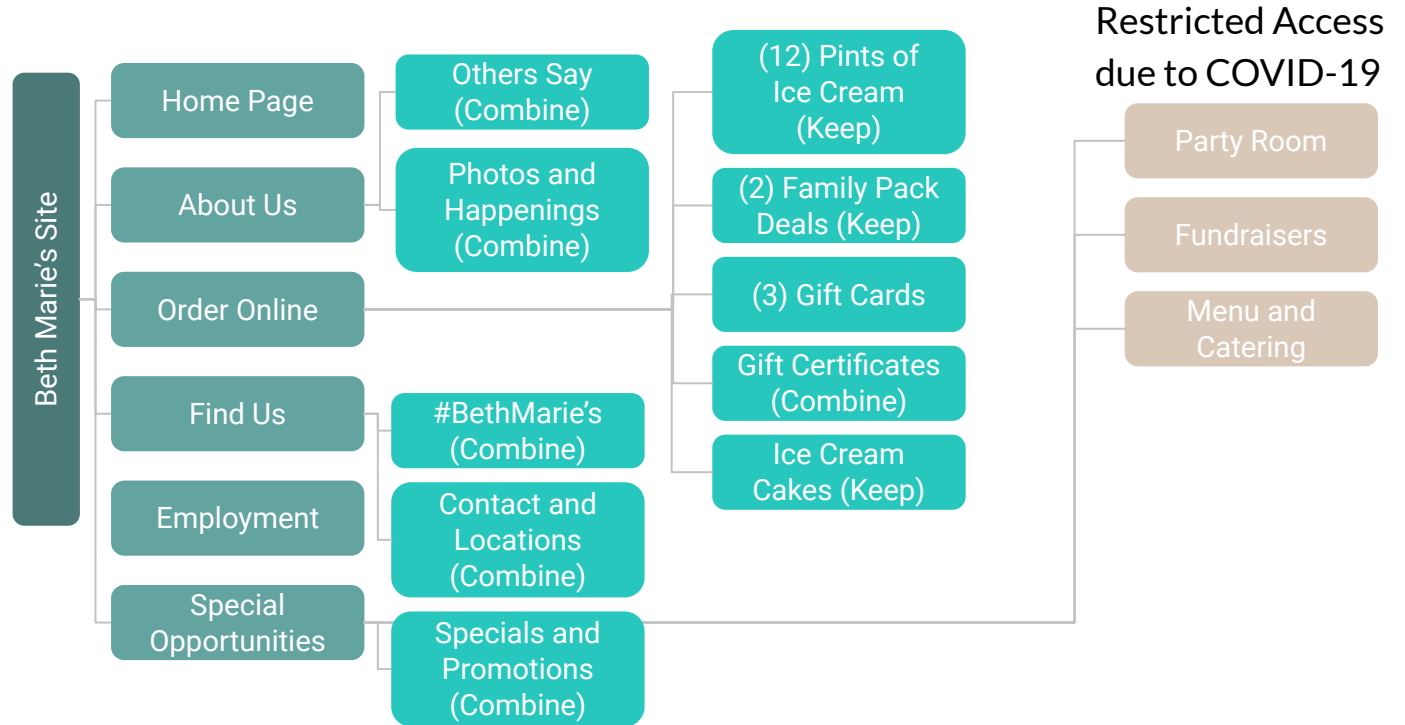 Beth Marie's Site
Home Page
About Us
Order Online
Find Us
Employment
Special
Opportunities
Others Say
(Combine)
Photos and
Happenings
(Combine)
#BethMarie's
(Combine)
Contact and
Locations
(Combine)
Specials and
Promotions
(Combine)
(12) Pints of
Ice Cream
(Keep)
(2) Family Pack
Deals (Keep)
(3) Gift Cards
Gift Certificates
(Combine)
Ice Cream
Cakes (Keep)
Restricted Access
due to COVID-19
Party Room
Fundraisers
Menu and
Catering